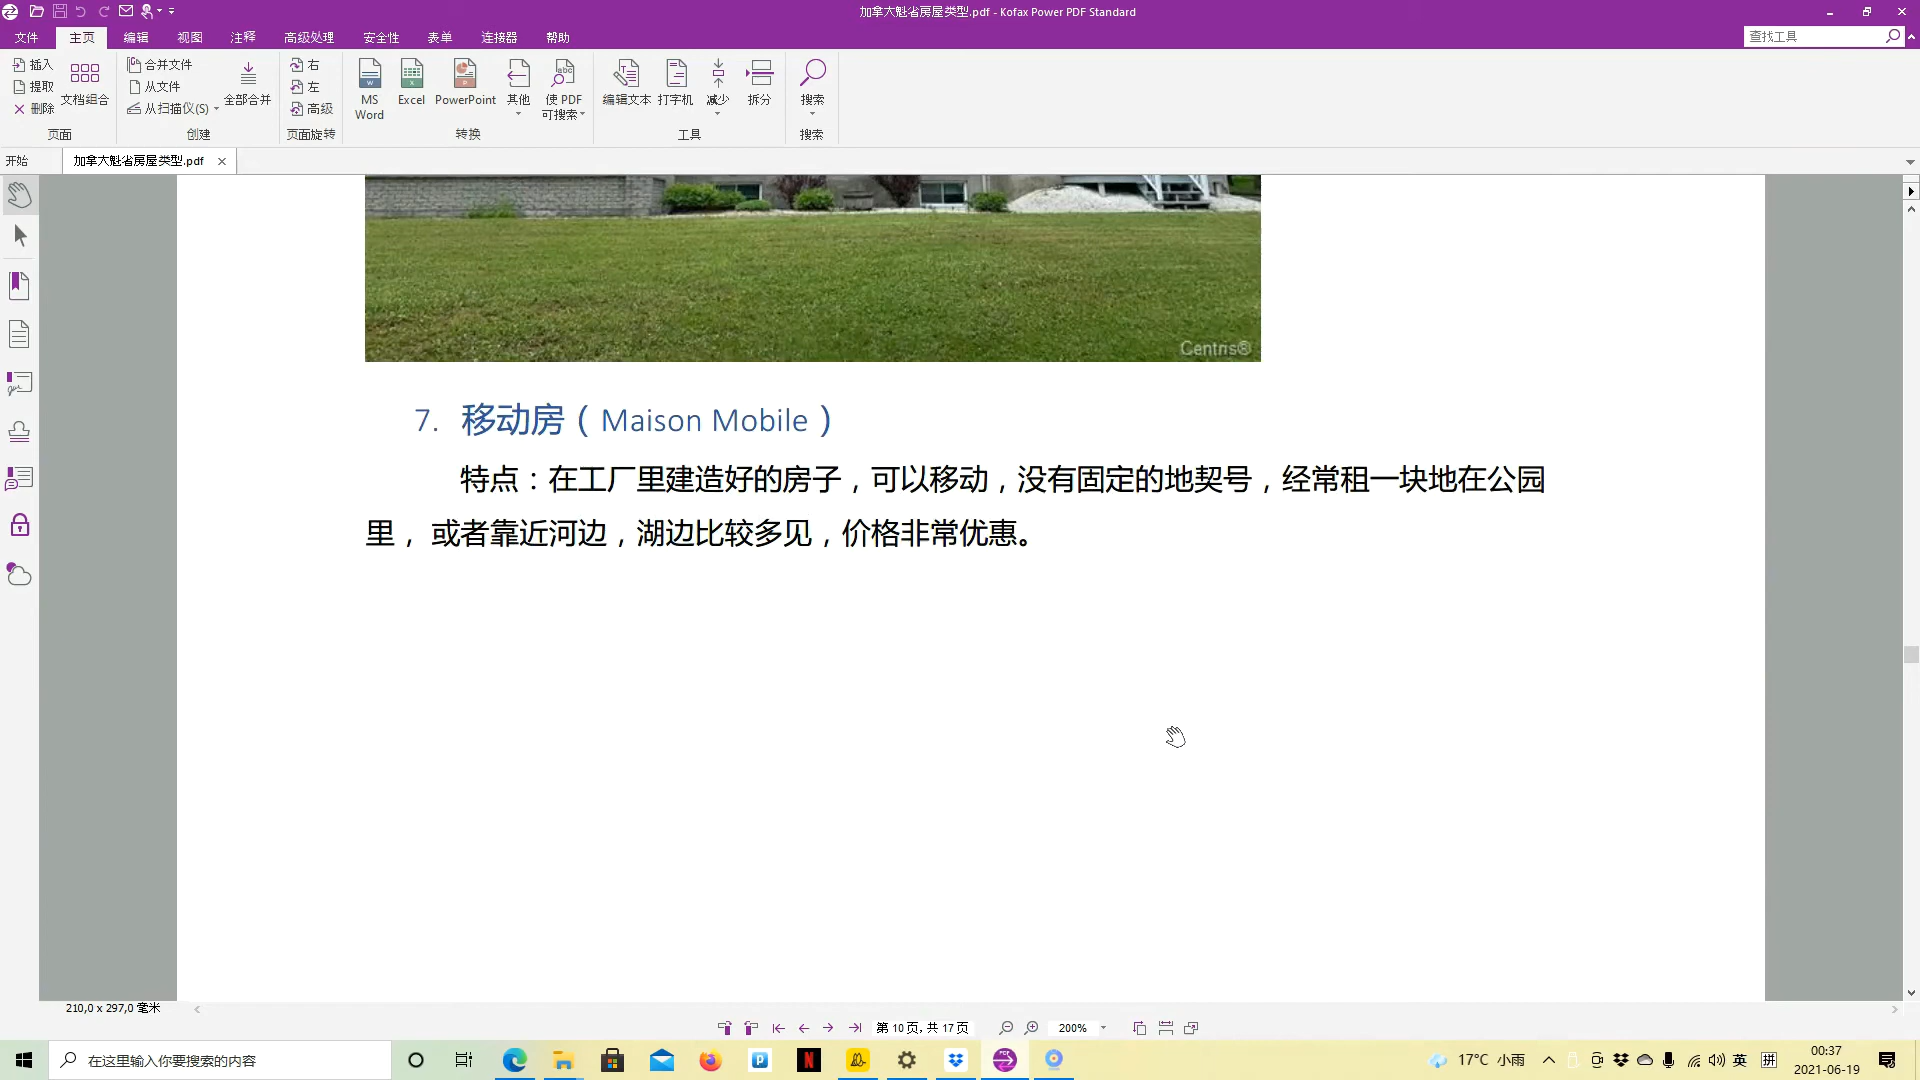 加拿大魁省房屋类型.pdf - Kofax Power PDF Standard
文件 主页 编辑 视图 注释 高级处理 安全性 表单 连接器 帮助 查找工具
插入 合并文件 右
提取 从文件 左
删除 从扫描仪(S) 高级
文档组合 全部合并 MS Word Excel PowerPoint 其他 使 PDF 可搜索 编辑文本 打字机 减少 拆分 搜索
页面 创建 页面旋转 转换 工具 搜索
开始 加拿大魁省房屋类型.pdf
Centris®
7. 移动房（Maison Mobile）
特点：在工厂里建造好的房子，可以移动，没有固定的地契号，经常租一块地在公园
里， 或者靠近河边，湖边比较多见，价格非常优惠。
210,0 x 297,0 毫米
第 10 页, 共 17 页 200%
在这里输入你要搜索的内容 17°C 小雨 英 拼 00:37
2021-06-19